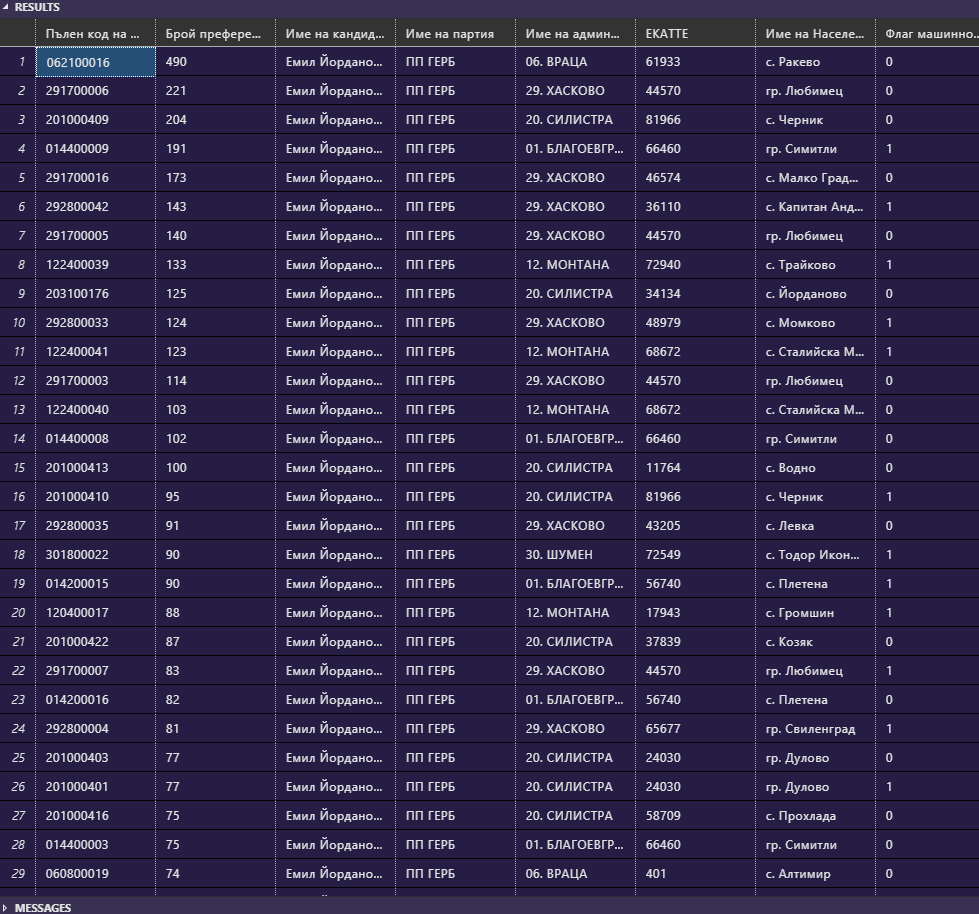 RESULTS
Пълен код на ... Брой префере... Име на кандид... Име на партия Име на админ... ЕКАТТЕ Име на Населе... Флаг машинно...
1 062100016 490 Емил Йордано... ПП ГЕРБ 06. ВРАЦА 61933 с. Ракево 0
2 291700006 221 Емил Йордано... ПП ГЕРБ 29. ХАСКОВО 44570 гр. Любимец 0
3 201000409 204 Емил Йордано... ПП ГЕРБ 20. СИЛИСТРА 81966 с. Черник 0
4 014400009 191 Емил Йордано... ПП ГЕРБ 01. БЛАГОЕВГР... 66460 гр. Симитли 1
5 291700016 173 Емил Йордано... ПП ГЕРБ 29. ХАСКОВО 46574 с. Малко Град... 0
6 292800042 143 Емил Йордано... ПП ГЕРБ 29. ХАСКОВО 36110 с. Капитан Анд... 1
7 291700005 140 Емил Йордано... ПП ГЕРБ 29. ХАСКОВО 44570 гр. Любимец 0
8 122400039 133 Емил Йордано... ПП ГЕРБ 12. МОНТАНА 72940 с. Трайково 1
9 203100176 125 Емил Йордано... ПП ГЕРБ 20. СИЛИСТРА 34134 с. Йорданово 0
10 292800033 124 Емил Йордано... ПП ГЕРБ 29. ХАСКОВО 48979 с. Момково 1
11 122400041 123 Емил Йордано... ПП ГЕРБ 12. МОНТАНА 68672 с. Сталийска М... 1
12 291700003 114 Емил Йордано... ПП ГЕРБ 29. ХАСКОВО 44570 гр. Любимец 0
13 122400040 103 Емил Йордано... ПП ГЕРБ 12. МОНТАНА 68672 с. Сталийска М... 0
14 014400008 102 Емил Йордано... ПП ГЕРБ 01. БЛАГОЕВГР... 66460 гр. Симитли 0
15 201000413 100 Емил Йордано... ПП ГЕРБ 20. СИЛИСТРА 11764 с. Водно 0
16 201000410 95 Емил Йордано... ПП ГЕРБ 20. СИЛИСТРА 81966 с. Черник 1
17 292800035 91 Емил Йордано... ПП ГЕРБ 29. ХАСКОВО 43205 с. Левка 0
18 301800022 90 Емил Йордано... ПП ГЕРБ 30. ШУМЕН 72549 с. Тодор Икон... 1
19 014200015 90 Емил Йордано... ПП ГЕРБ 01. БЛАГОЕВГР... 56740 с. Плетена 1
20 120400017 88 Емил Йордано... ПП ГЕРБ 12. МОНТАНА 17943 с. Громшин 1
21 201000422 87 Емил Йордано... ПП ГЕРБ 20. СИЛИСТРА 37839 с. Козяк 0
22 291700007 83 Емил Йордано... ПП ГЕРБ 29. ХАСКОВО 44570 гр. Любимец 1
23 014200016 82 Емил Йордано... ПП ГЕРБ 01. БЛАГОЕВГР... 56740 с. Плетена 0
24 292800004 81 Емил Йордано... ПП ГЕРБ 29. ХАСКОВО 65677 гр. Свиленград 1
25 201000403 77 Емил Йордано... ПП ГЕРБ 20. СИЛИСТРА 24030 гр. Дулово 0
26 201000401 77 Емил Йордано... ПП ГЕРБ 20. СИЛИСТРА 24030 гр. Дулово 1
27 201000416 75 Емил Йордано... ПП ГЕРБ 20. СИЛИСТРА 58709 с. Прохлада 0
28 014400003 75 Емил Йордано... ПП ГЕРБ 01. БЛАГОЕВГР... 66460 гр. Симитли 0
29 060800019 74 Емил Йордано... ПП ГЕРБ 06. ВРАЦА 401 с. Алтимир 0
MESSAGES